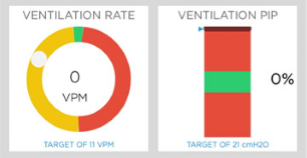 VENTILATION RATE
0
VPM
TARGET OF 11 VPM
VENTILATION PIP
0%
TARGET OF 21 cmH2O